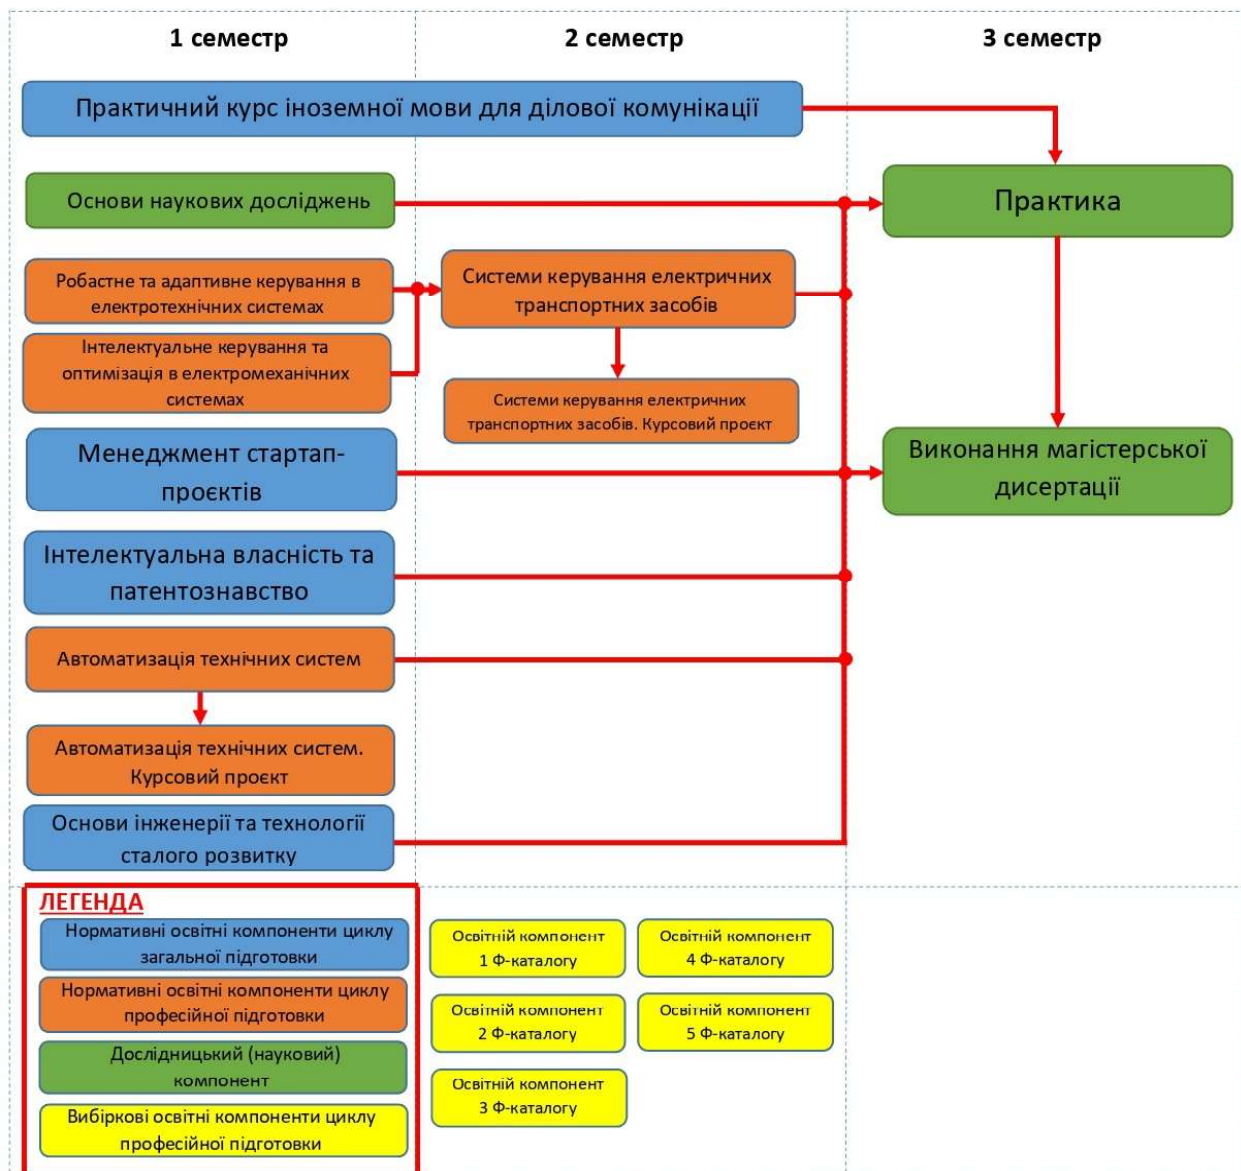 1 семестр
2 семестр
3 семестр
Практичний курс іноземної мови для ділової комунікації
Основи наукових досліджень
Практика
Робастне та адаптивне керування в
електротехнічних системах
Системи керування електричних
транспортних засобів
Інтелектуальне керування та
оптимізація в електромеханічних
системах
Системи керування електричних
транспортних засобів. Курсовий проєкт
Менеджмент стартап-
проєктів
Виконання магістерської
дисертації
Інтелектуальна власність та
патентознавство
Автоматизація технічних систем
Автоматизація технічних систем.
Курсовий проєкт
Основи інженерії та технології
сталого розвитку
ЛЕГЕНДА
Нормативні освітні компоненти циклу
загальної підготовки
Нормативні освітні компоненти циклу
професійної підготовки
Дослідницький (науковий)
компонент
Вибіркові освітні компоненти циклу
професійної підготовки
Освітній компонент
1 Ф-каталогу
Освітній компонент
4 Ф-каталогу
Освітній компонент
2 Ф-каталогу
Освітній компонент
5 Ф-каталогу
Освітній компонент
3 Ф-каталогу